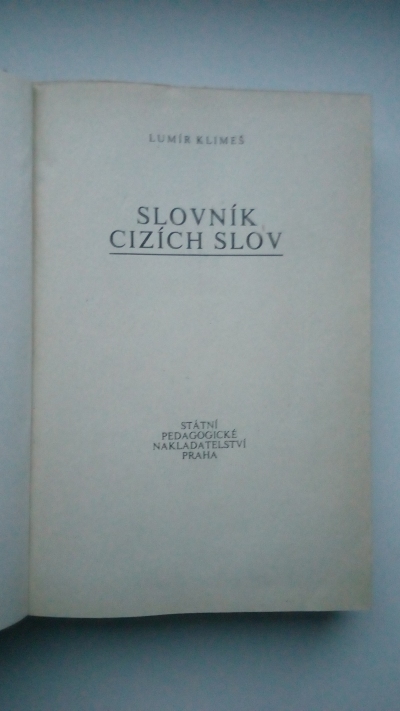 LUMÍR KLIMEŠ
SLOVNÍK
CIZÍCH SLOV
STÁTNÍ
PEDAGOGICKÉ
NAKLADATELSTVÍ
PRAHA